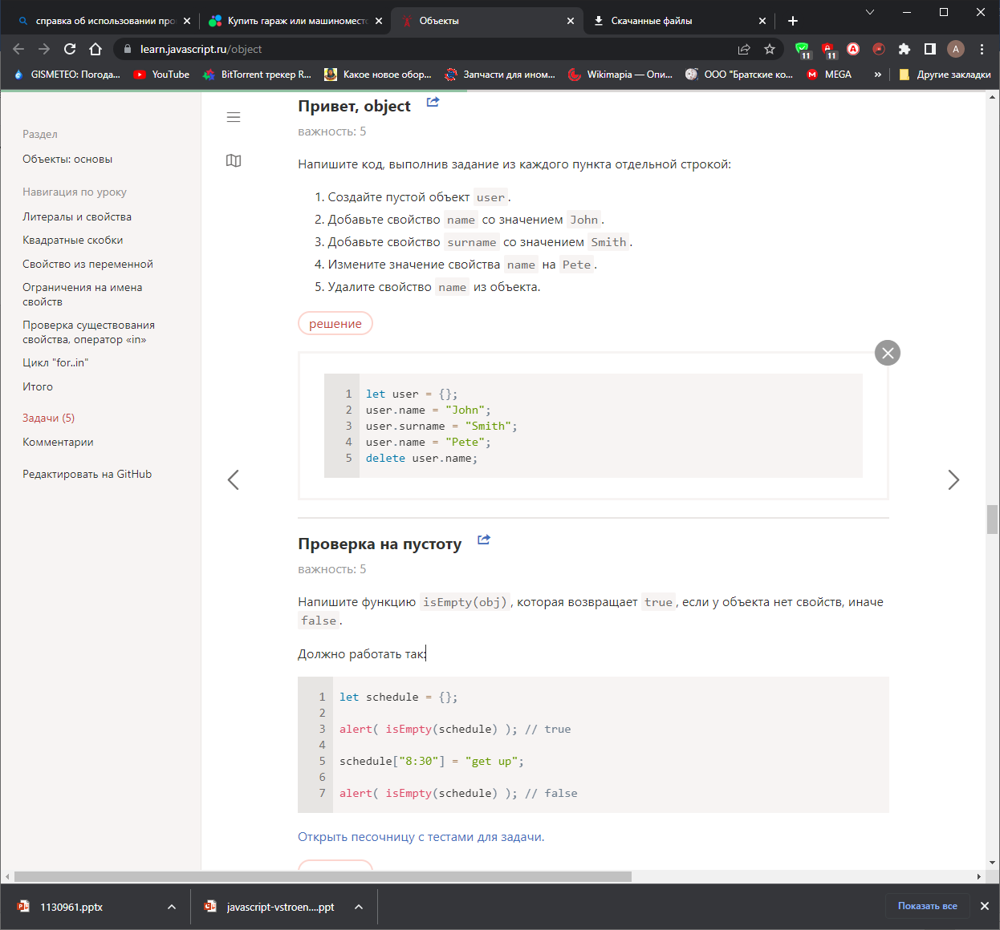 справка об использовании про
Купить гараж или машиноместо
Объекты
Скачанные файлы
learn.javascript.ru/object
11
11
A
GISMETEO: Погода...
YouTube
BitTorrent трекер R...
Какое новое обор...
Запчасти для ином...
Wikimapia — Опи...
ООО "Братские ко...
MEGA
»
Другие закладки
Раздел
Объекты: основы
Навигация по уроку
Литералы и свойства
Квадратные скобки
Свойство из переменной
Ограничения на имена
свойств
Проверка существования
свойства, оператор «in»
Цикл "for..in"
Итого
Задачи (5)
Комментарии
Редактировать на GitHub
Привет, object
важность: 5
Напишите код, выполнив задание из каждого пункта отдельной строкой:
1. Создайте пустой объект user.
2. Добавьте свойство name со значением John.
3. Добавьте свойство surname со значением Smith.
4. Измените значение свойства name на Pete.
5. Удалите свойство name из объекта.
решение
1 let user = {};
2 user.name = "John";
3 user.surname = "Smith";
4 user.name = "Pete";
5 delete user.name;
Проверка на пустоту
важность: 5
Напишите функцию isEmpty(obj), которая возвращает true, если у объекта нет свойств, иначе
false.
Должно работать так:
1 let schedule = {};
2
3 alert( isEmpty(schedule) ); // true
4
5 schedule["8:30"] = "get up";
6
7 alert( isEmpty(schedule) ); // false
Открыть песочницу с тестами для задачи.
1130961.pptx
javascript-vstroen....ppt
Показать все